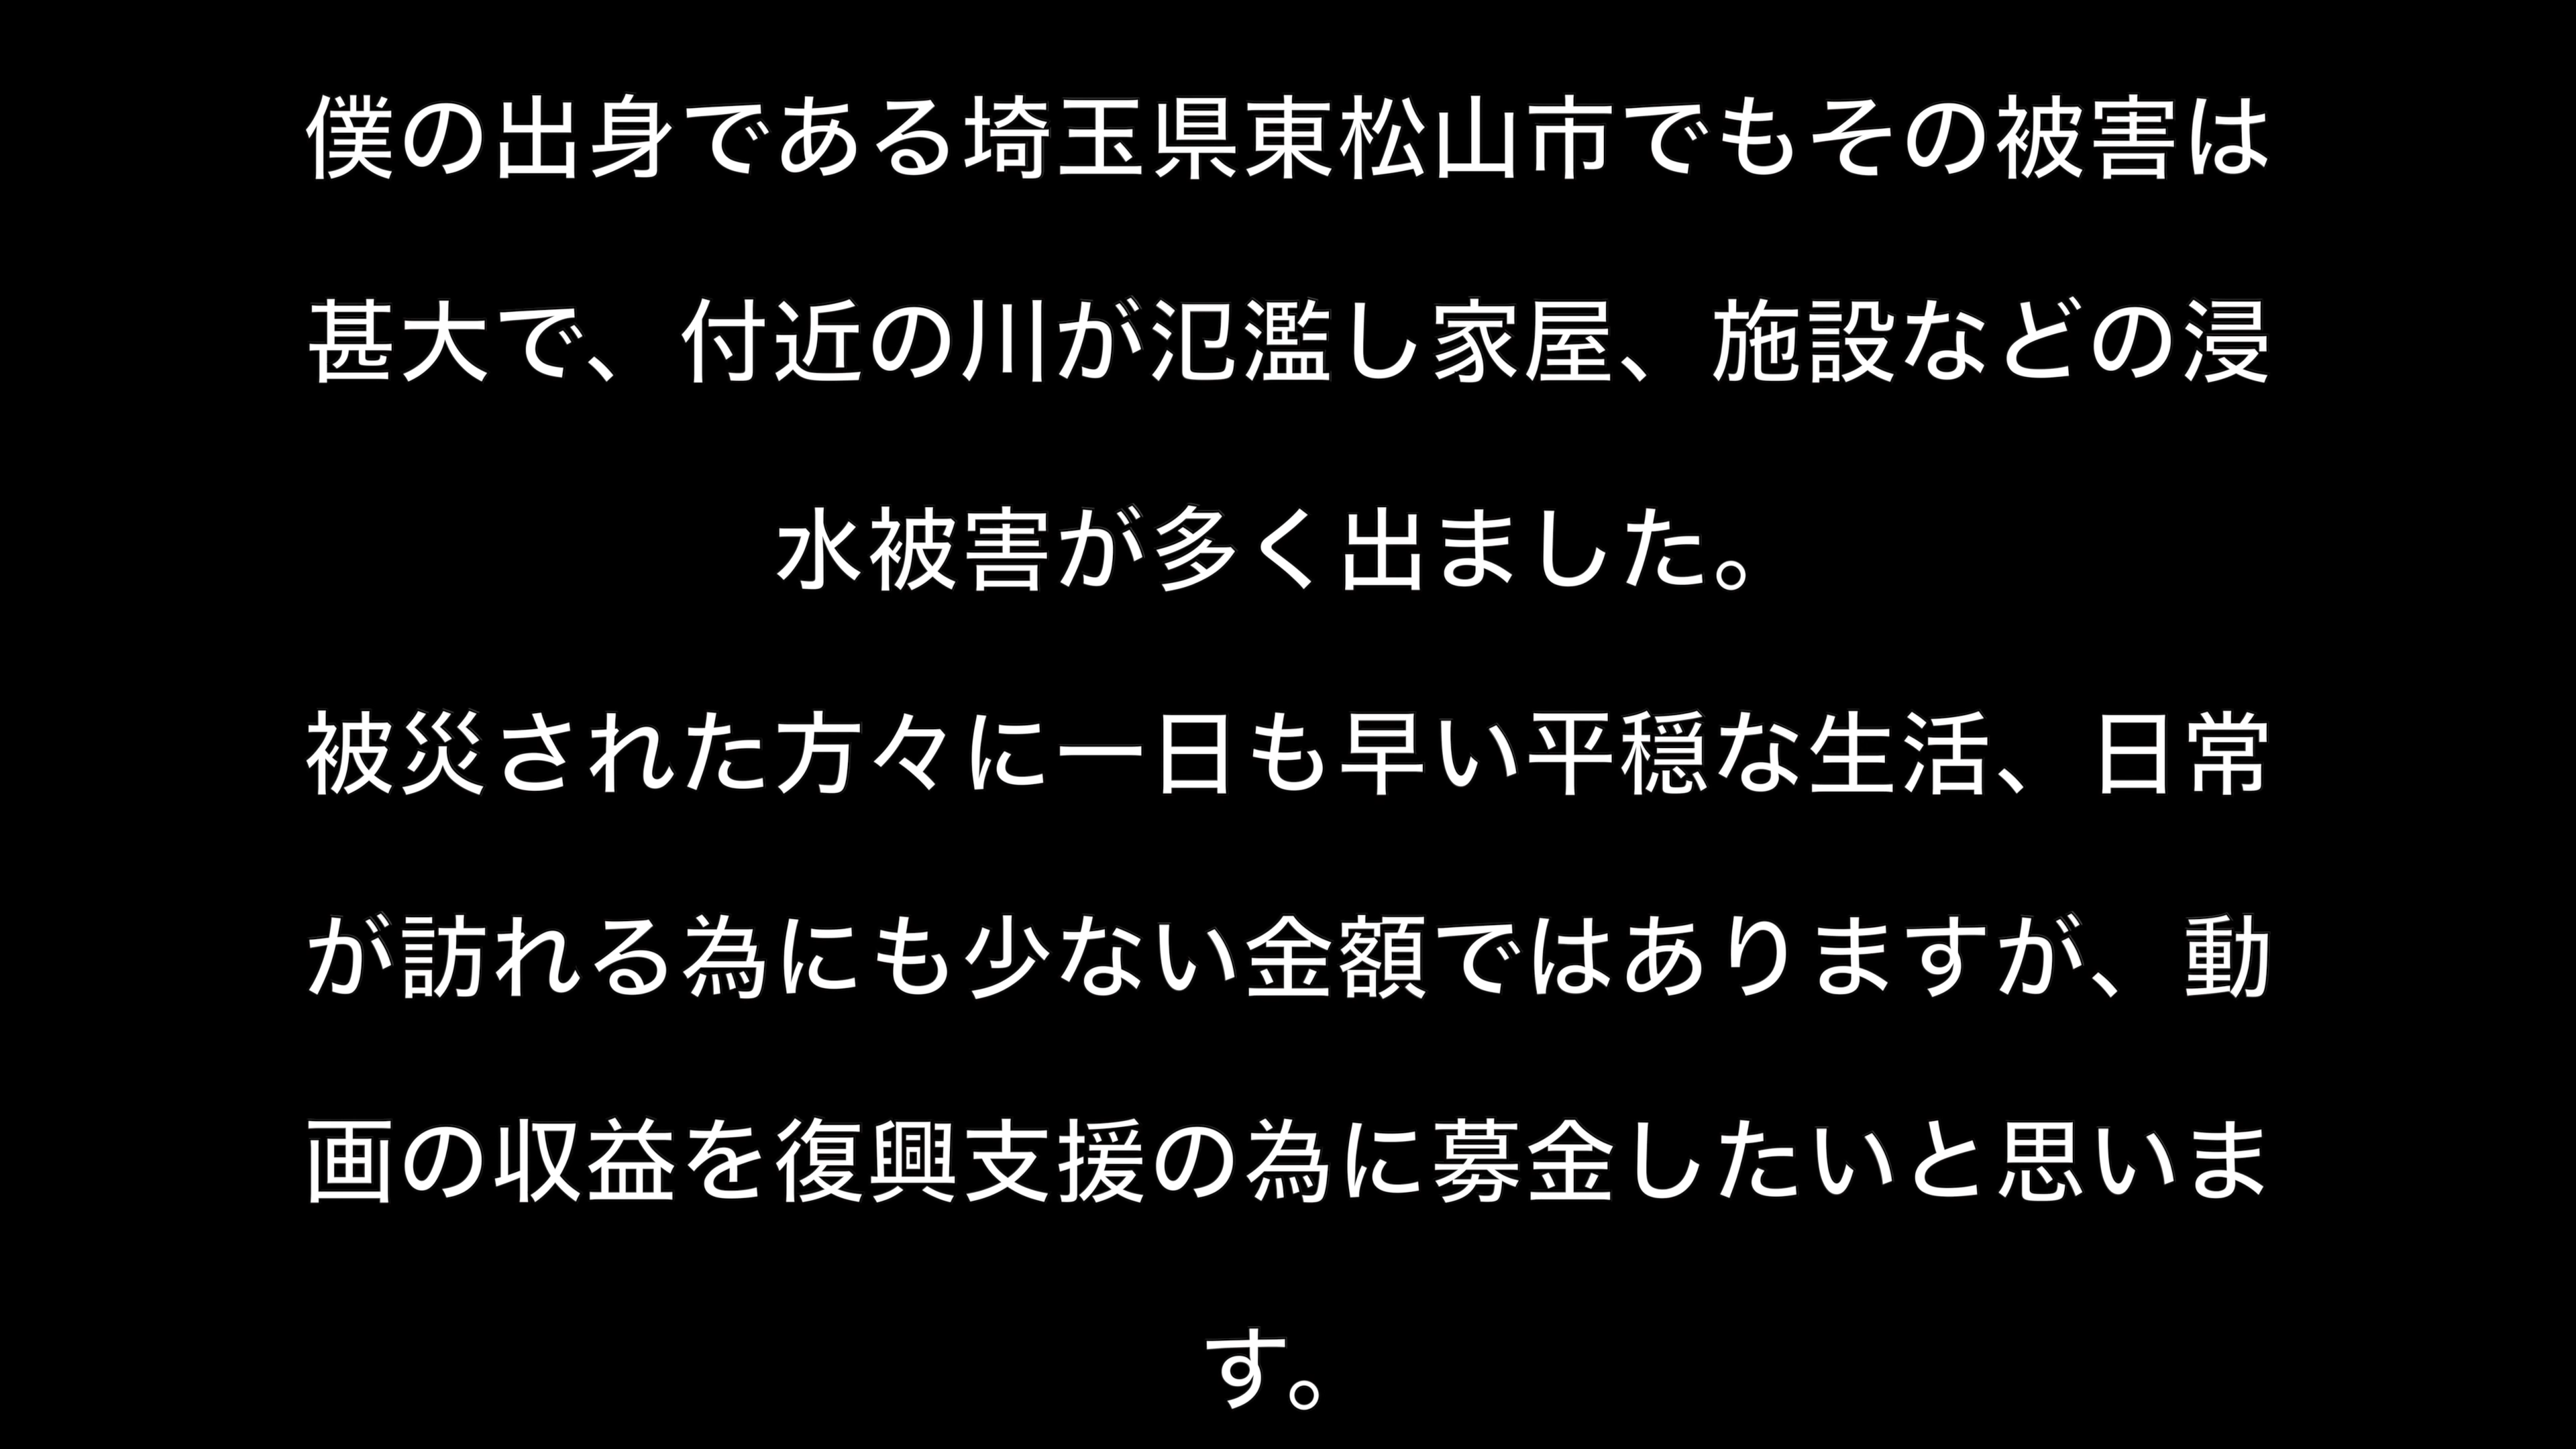 僕の出身である埼玉県東松山市でもその被害は
甚大で、付近の川が氾濫し家屋、施設などの浸
水被害が多く出ました。
被災された方々に一日も早い平穏な生活、日常
が訪れる為にも少ない金額ではありますが、動
画の収益を復興支援の為に募金したいと思いま
す。